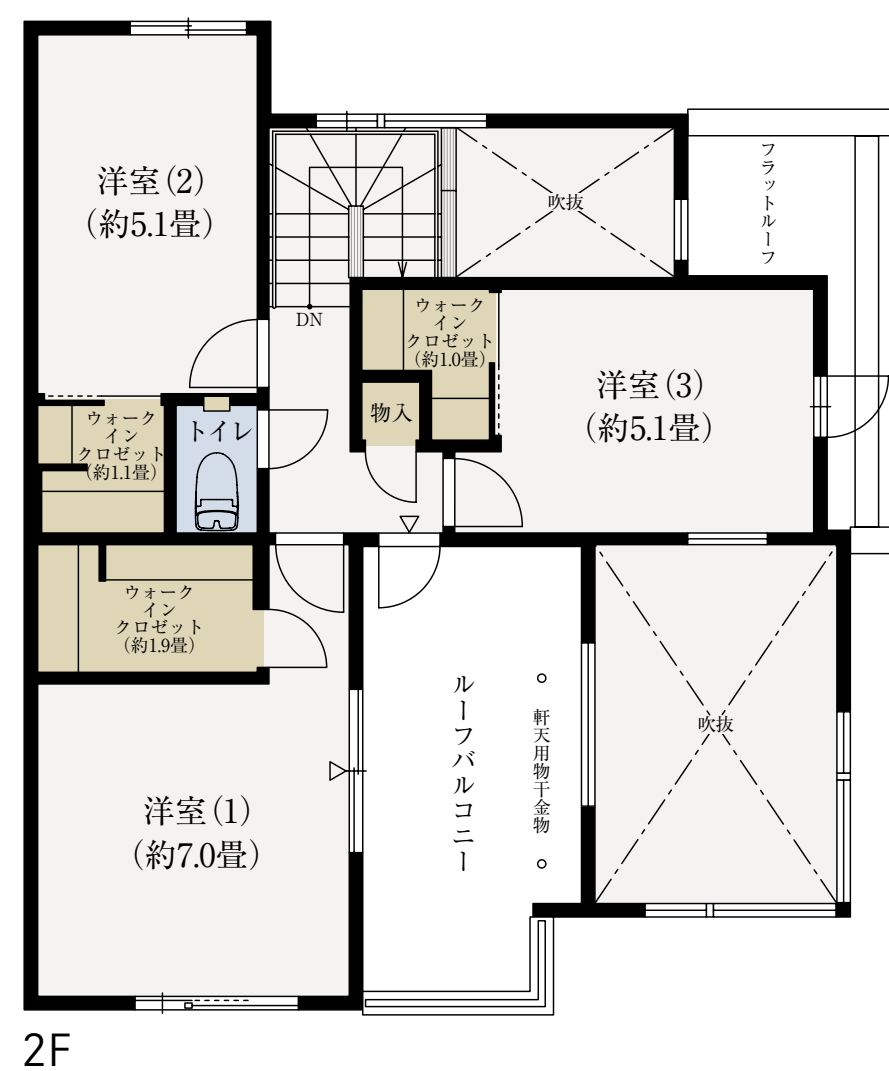 洋室(2)
(約5.1畳)
吹抜
フラットルーフ
DN
ウォーク
イン
クロゼット
(約1.0畳)
洋室(3)
(約5.1畳)
物入
ウォーク
イン
クロゼット
(約1.1畳)
トイレ
ウォーク
イン
クロゼット
(約1.9畳)
ルーフバルコニー
軒天用物干金物
吹抜
洋室(1)
(約7.0畳)
2F